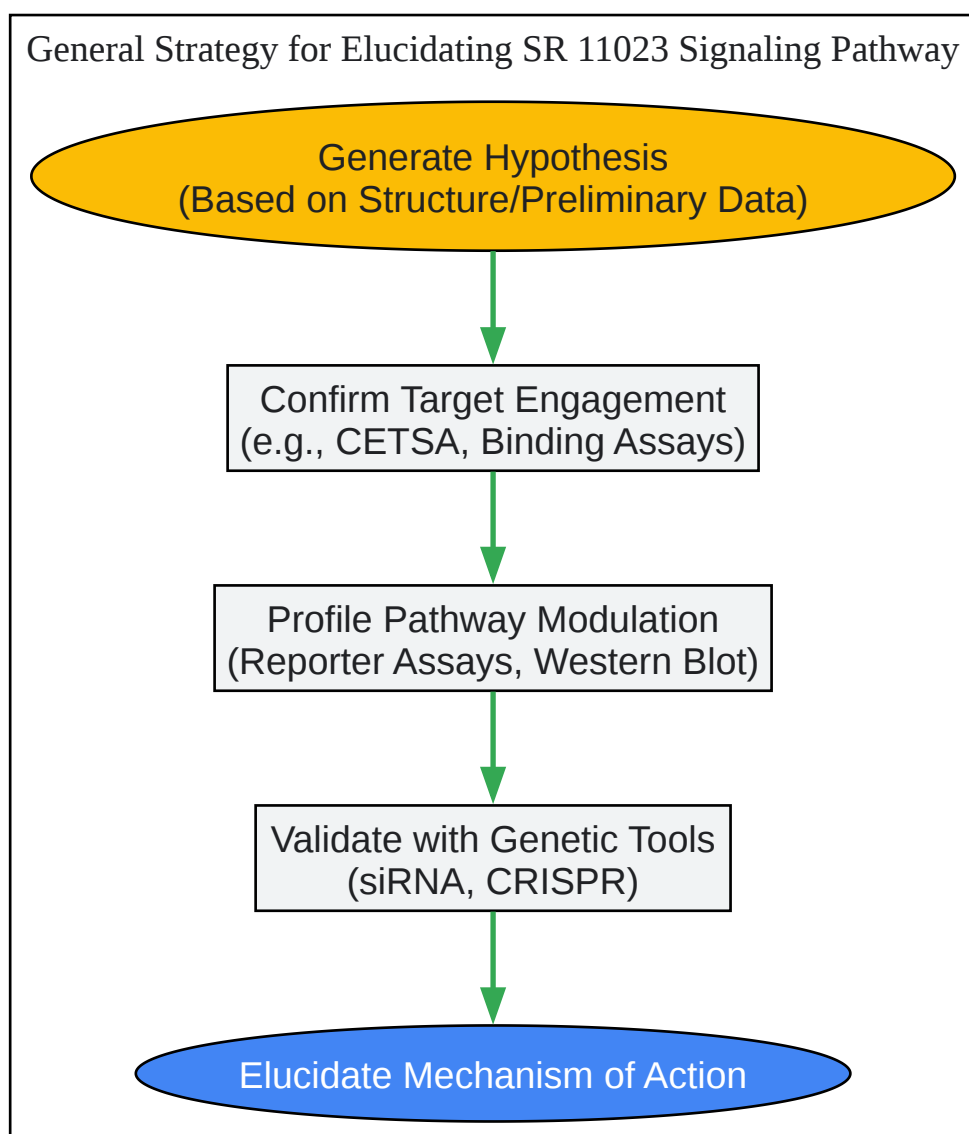 General Strategy for Elucidating SR 11023 Signaling Pathway
Generate Hypothesis
(Based on Structure/Preliminary Data)
Confirm Target Engagement
(e.g., CETSA, Binding Assays)
Profile Pathway Modulation
(Reporter Assays, Western Blot)
Validate with Genetic Tools
(siRNA, CRISPR)
Elucidate Mechanism of Action